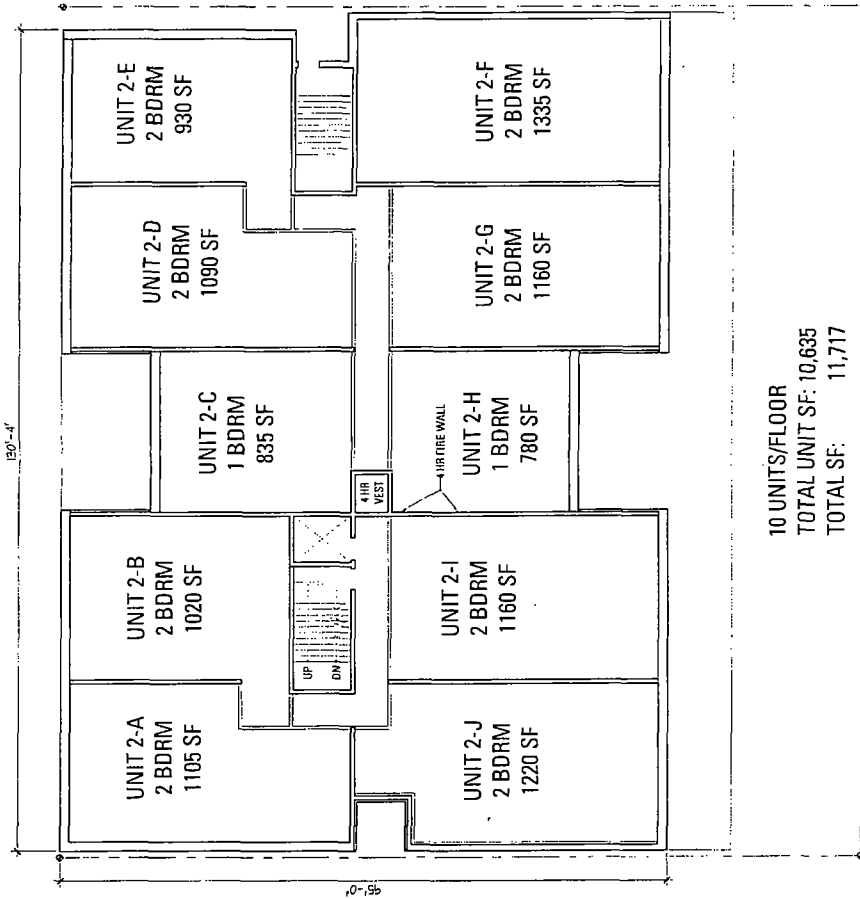 130'-4"
95'-0"
UNIT 2-A
2 BDRM
1105 SF
UNIT 2-B
2 BDRM
1020 SF
UNIT 2-C
1 BDRM
835 SF
UNIT 2-D
2 BDRM
1090 SF
UNIT 2-E
2 BDRM
930 SF
UP
DN
4 HR
VEST
4 HR FIRE WALL
UNIT 2-J
2 BDRM
1220 SF
UNIT 2-I
2 BDRM
1160 SF
UNIT 2-H
1 BDRM
780 SF
UNIT 2-G
2 BDRM
1160 SF
UNIT 2-F
2 BDRM
1335 SF
10 UNITS/FLOOR
TOTAL UNIT SF: 10,635
TOTAL SF: 11,717